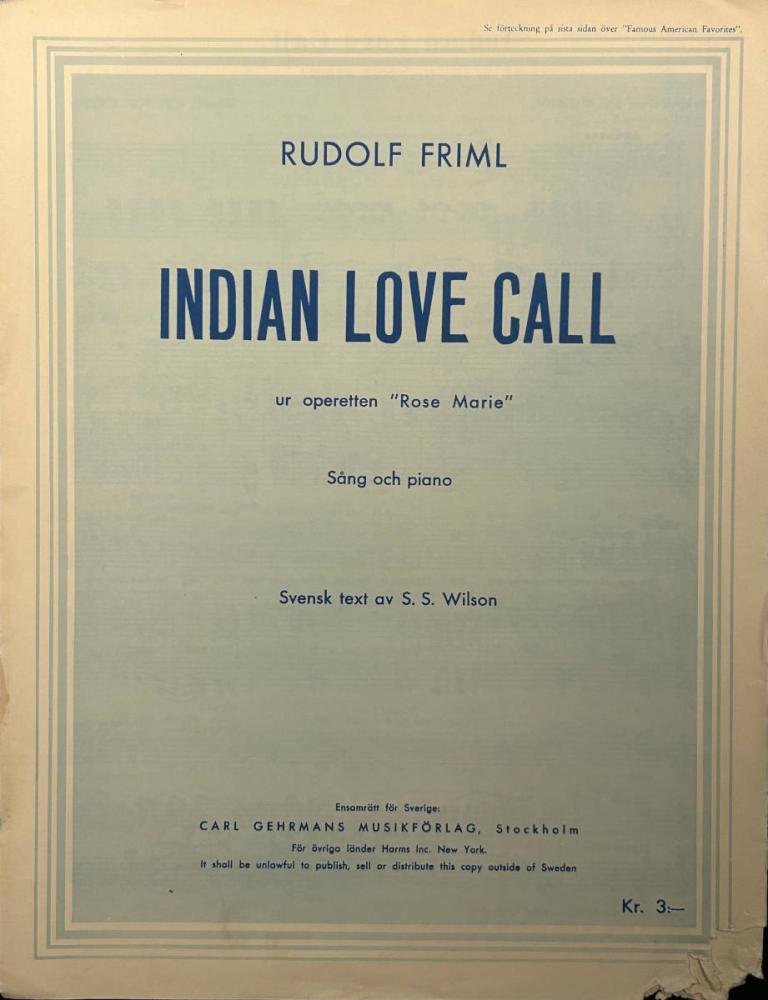 Se förteckning på sista sidan över "Famous American Favorites".
RUDOLF FRIML
INDIAN LOVE CALL
ur operetten "Rose Marie"
Sång och piano
Svensk text av S. S. Wilson
Ensamrätt för Sverige:
CARL GEHRMANS MUSIKFÖRLAG, Stockholm
För övriga länder Harms Inc. New York.
It shall be unlawful to publish, sell or distribute this copy outside of Sweden
Kr. 3:—